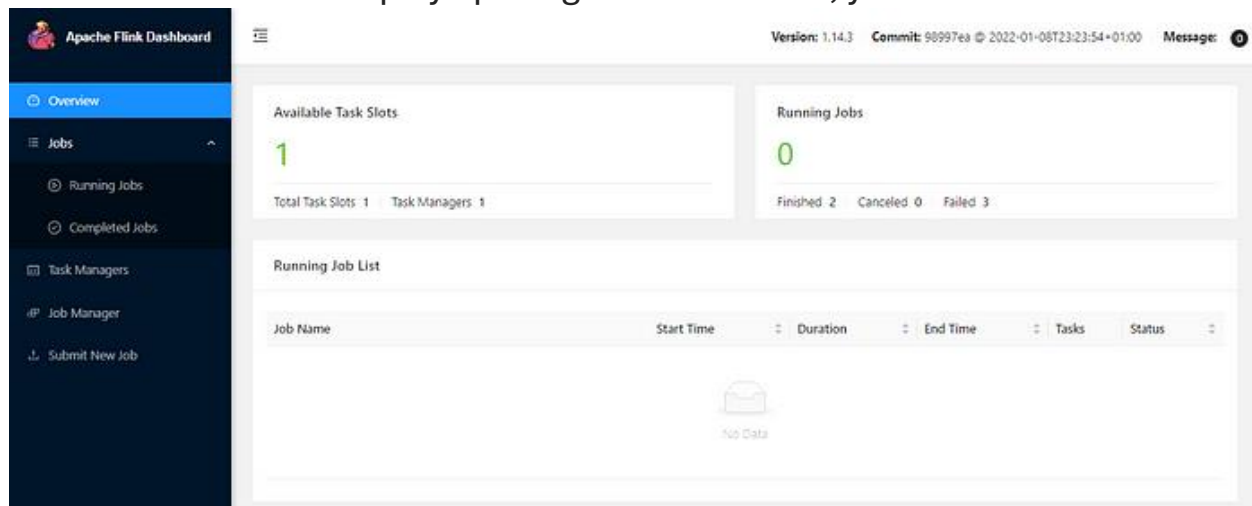 Apache Flink Dashboard
Version: 1.14.3 Commit: 98997ea @ 2022-01-08T23:23:54+01:00 Message: 0
Overview
Jobs
Running Jobs
Completed Jobs
Task Managers
Job Manager
Submit New Job
Available Task Slots
1
Total Task Slots 1 Task Managers 1
Running Jobs
0
Finished 2 Canceled 0 Failed 3
Running Job List
Job Name Start Time Duration End Time Tasks Status
No Data